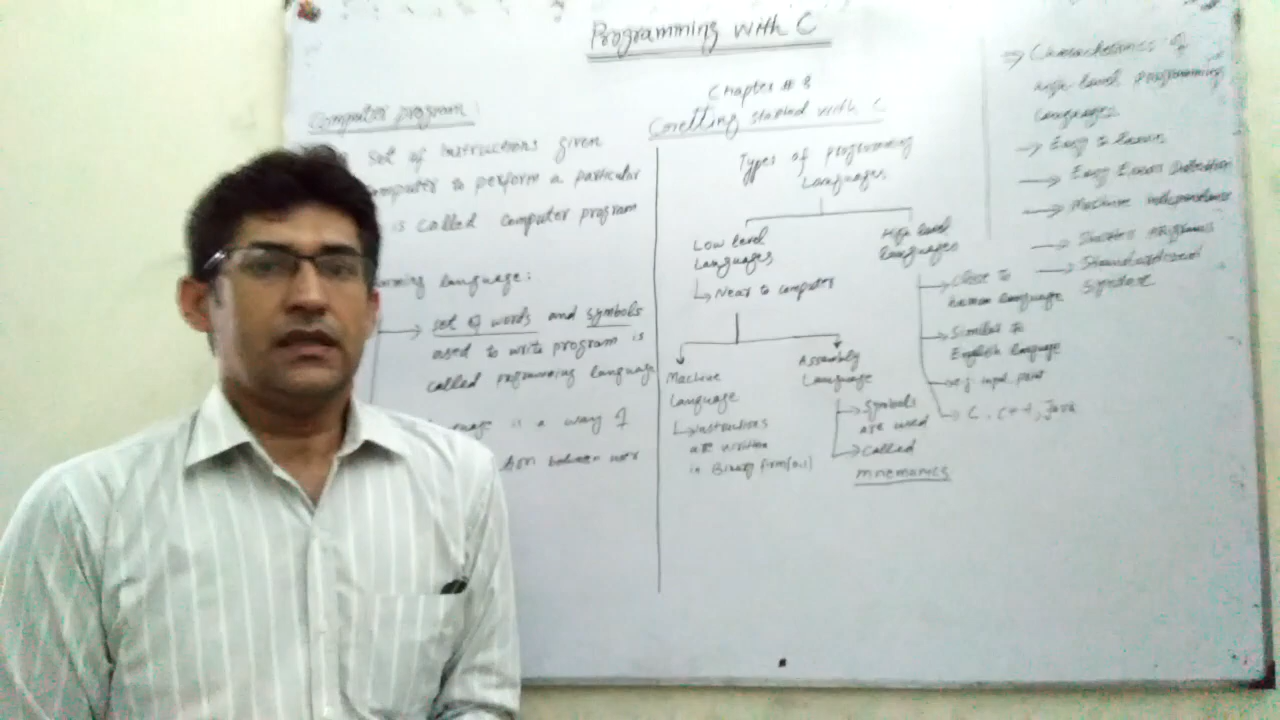 Programming with C
Computer program:
Set of instructions given
computer to perform a particular
is called computer program
language:
set of words and symbols
used to write program is
called programming language
is a way of
between user
Chapter # 8
Getting started with C
Types of programming
Languages
Low level
Languages
Near to computer
High level
languages
Machine
Language
Instructions
are written
in Binary form(0,1)
Assembly
Language
Symbols
are used
Called
mnemonics
Close to
human language
Similar to
English language
e.g. input, print
C, C++, Java
Characteristics of
High-level Programming
Languages
Easy to learn
Easy Error Detection
Machine independence
Shorter programs
Standardized
Syntax